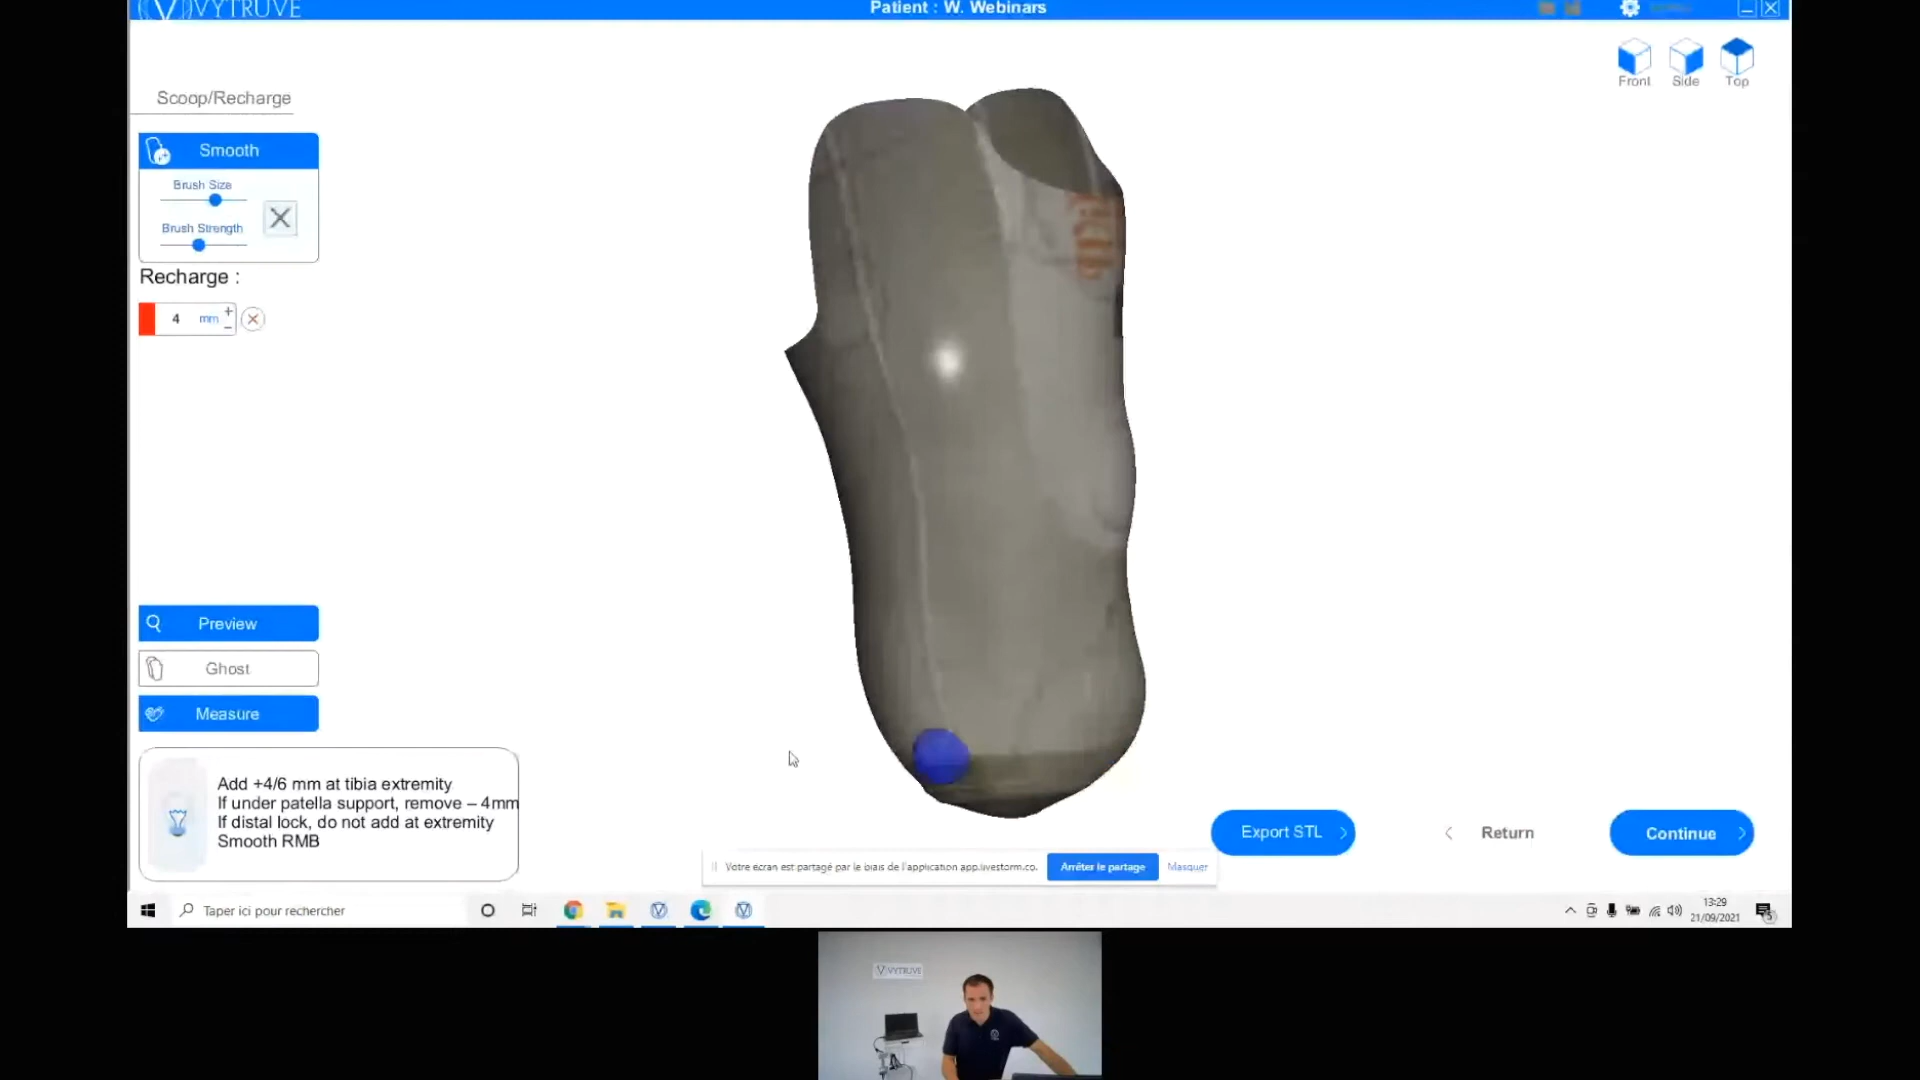 VYTRUVE
Patient : W. Webinars
Front
Side
Top
Scoop/Recharge
Smooth
Brush Size
Brush Strength
Recharge :
4 mm + −
Preview
Ghost
Measure
Add +4/6 mm at tibia extremity
If under patella support, remove – 4mm
If distal lock, do not add at extremity
Smooth RMB
Export STL
Return
Continue
Votre écran est partagé par le biais de l'application app.livestorm.co.
Arrêter le partage
Masquer
Taper ici pour rechercher
13:29
21/09/2021
5
VYTRUVE